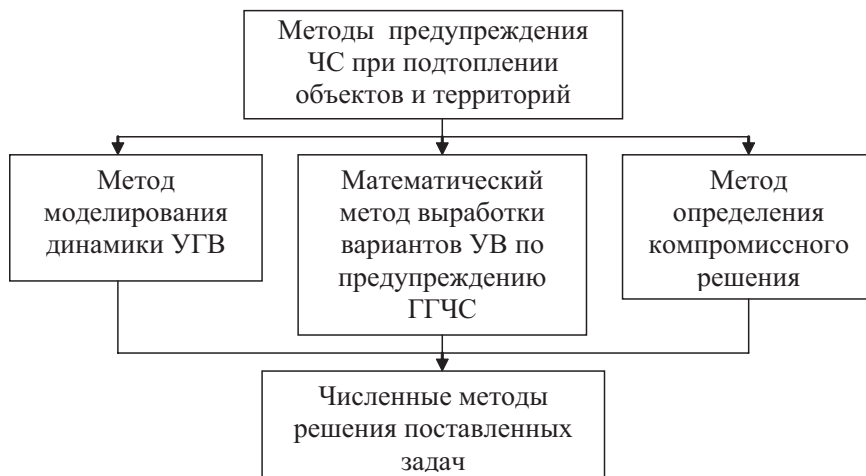 Методы предупреждения
ЧС при подтоплении
объектов и территорий
Метод
моделирования
динамики УГВ
Математический
метод выработки
вариантов УВ по
предупреждению
ГГЧС
Метод
определения
компромиссного
решения
Численные методы
решения поставленных
задач